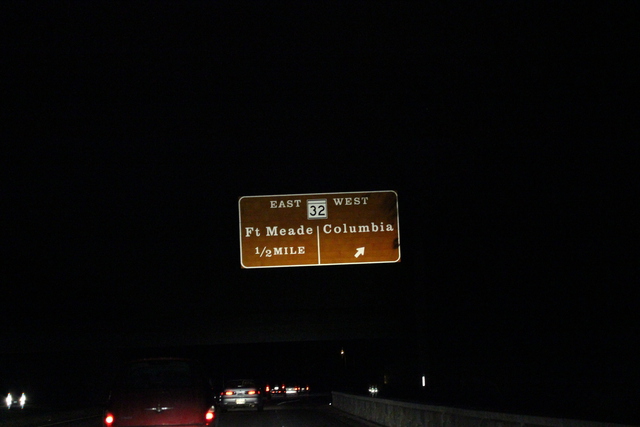 EAST 32 WEST
Ft Meade Columbia
1/2 MILE